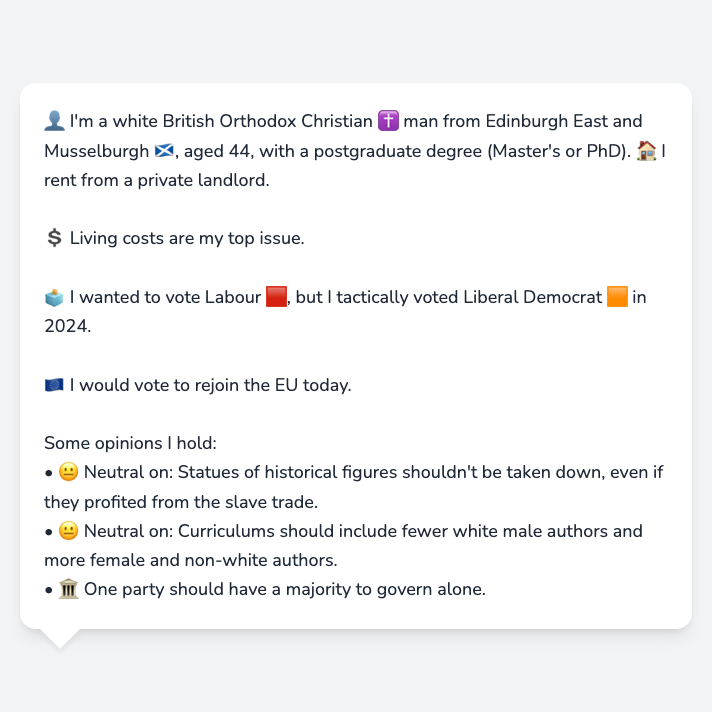 👤 I'm a white British Orthodox Christian ✝️ man from Edinburgh East and
Musselburgh 🏴󠁧󠁢󠁳󠁣󠁴󠁿, aged 44, with a postgraduate degree (Master's or PhD). 🏠 I
rent from a private landlord.
💲 Living costs are my top issue.
🗳️ I wanted to vote Labour 🟥, but I tactically voted Liberal Democrat 🟧 in
2024.
🇪🇺 I would vote to rejoin the EU today.
Some opinions I hold:
• 😐 Neutral on: Statues of historical figures shouldn't be taken down, even if
they profited from the slave trade.
• 😐 Neutral on: Curriculums should include fewer white male authors and
more female and non-white authors.
• 🏛️ One party should have a majority to govern alone.